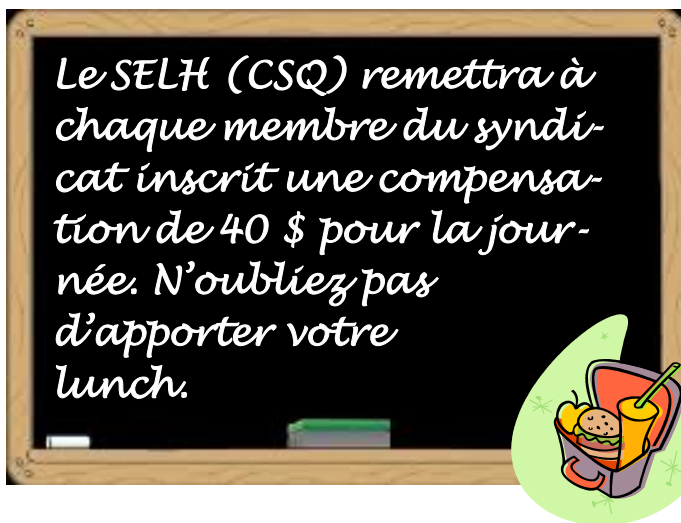 Le SELH (CSQ) remettra à
chaque membre du syndi-
cat inscrit une compensa-
tion de 40 $ pour la jour-
née. N’oubliez pas
d’apporter votre
lunch.